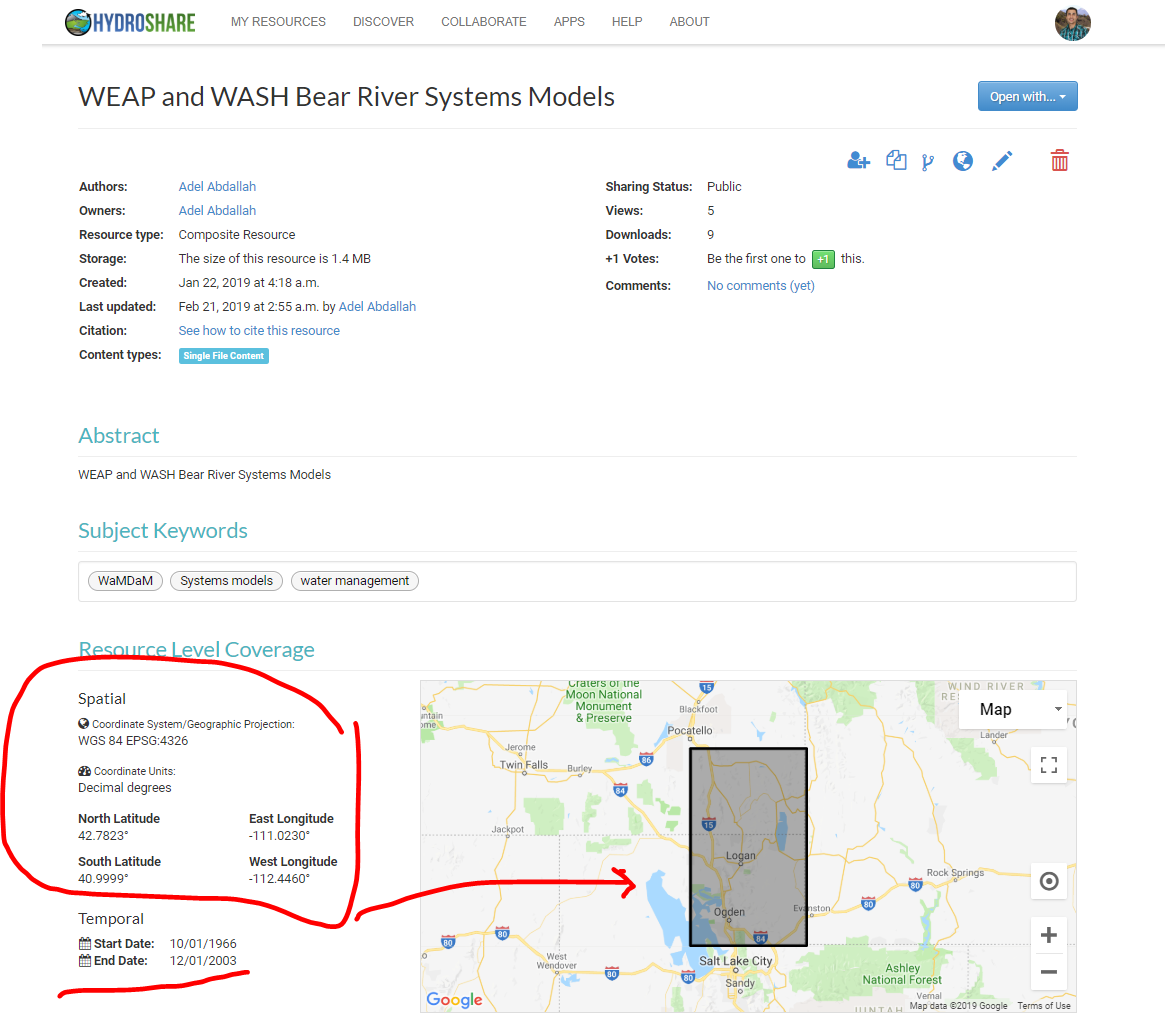 HYDROSHARE MY RESOURCES DISCOVER COLLABORATE APPS HELP ABOUT
WEAP and WASH Bear River Systems Models
Open with...
Authors: Adel Abdallah
Owners: Adel Abdallah
Resource type: Composite Resource
Storage: The size of this resource is 1.4 MB
Created: Jan 22, 2019 at 4:18 a.m.
Last updated: Feb 21, 2019 at 2:55 a.m. by Adel Abdallah
Citation: See how to cite this resource
Content types: Single File Content
Sharing Status: Public
Views: 5
Downloads: 9
+1 Votes: Be the first one to +1 this.
Comments: No comments (yet)
Abstract
WEAP and WASH Bear River Systems Models
Subject Keywords
WaMDaM Systems models water management
Resource Level Coverage
Spatial
Coordinate System/Geographic Projection:
WGS 84 EPSG:4326
Coordinate Units:
Decimal degrees
North Latitude East Longitude
42.7823° -111.0230°
South Latitude West Longitude
40.9999° -112.4460°
Temporal
Start Date: 10/01/1966
End Date: 12/01/2003
Craters of the
Moon National
Monument
& Preserve
15
Blackfoot
WIND RIVER
Map
Pocatello
Lander
Jerome
Twin Falls
Burley
86
84
Jackpot
15
Logan
Rock Springs
80
Ogden
Evanston
80
80
80
84
West
Wendover
80
80
Salt Lake City
Sandy
Ashley
National Forest
Vernal
Google
Map data ©2019 Google Terms of Use